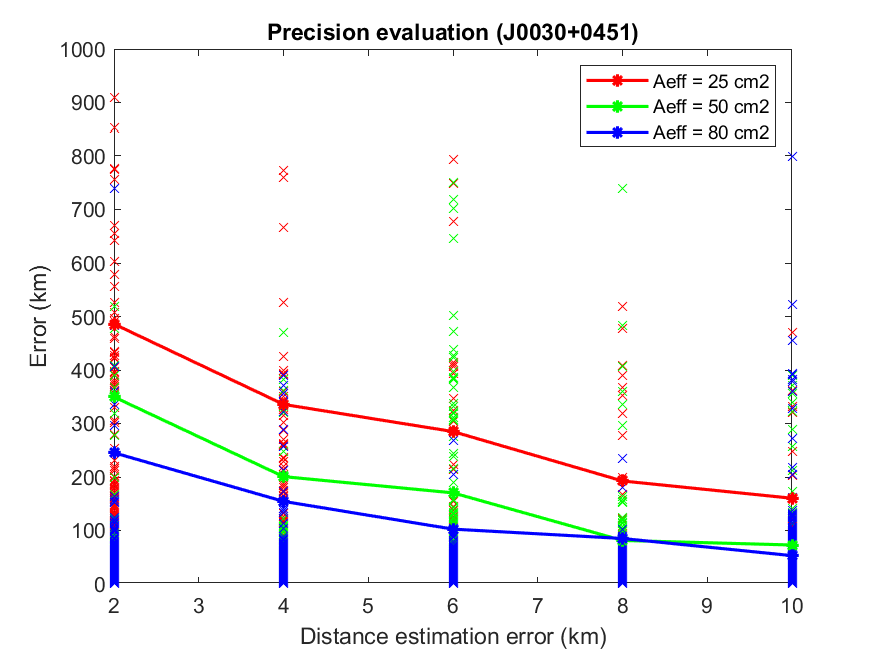 Precision evaluation (J0030+0451)
1000
900
800
700
600
500
400
300
200
100
0
Error (km)
Aeff = 25 cm2
Aeff = 50 cm2
Aeff = 80 cm2
2 3 4 5 6 7 8 9 10
Distance estimation error (km)